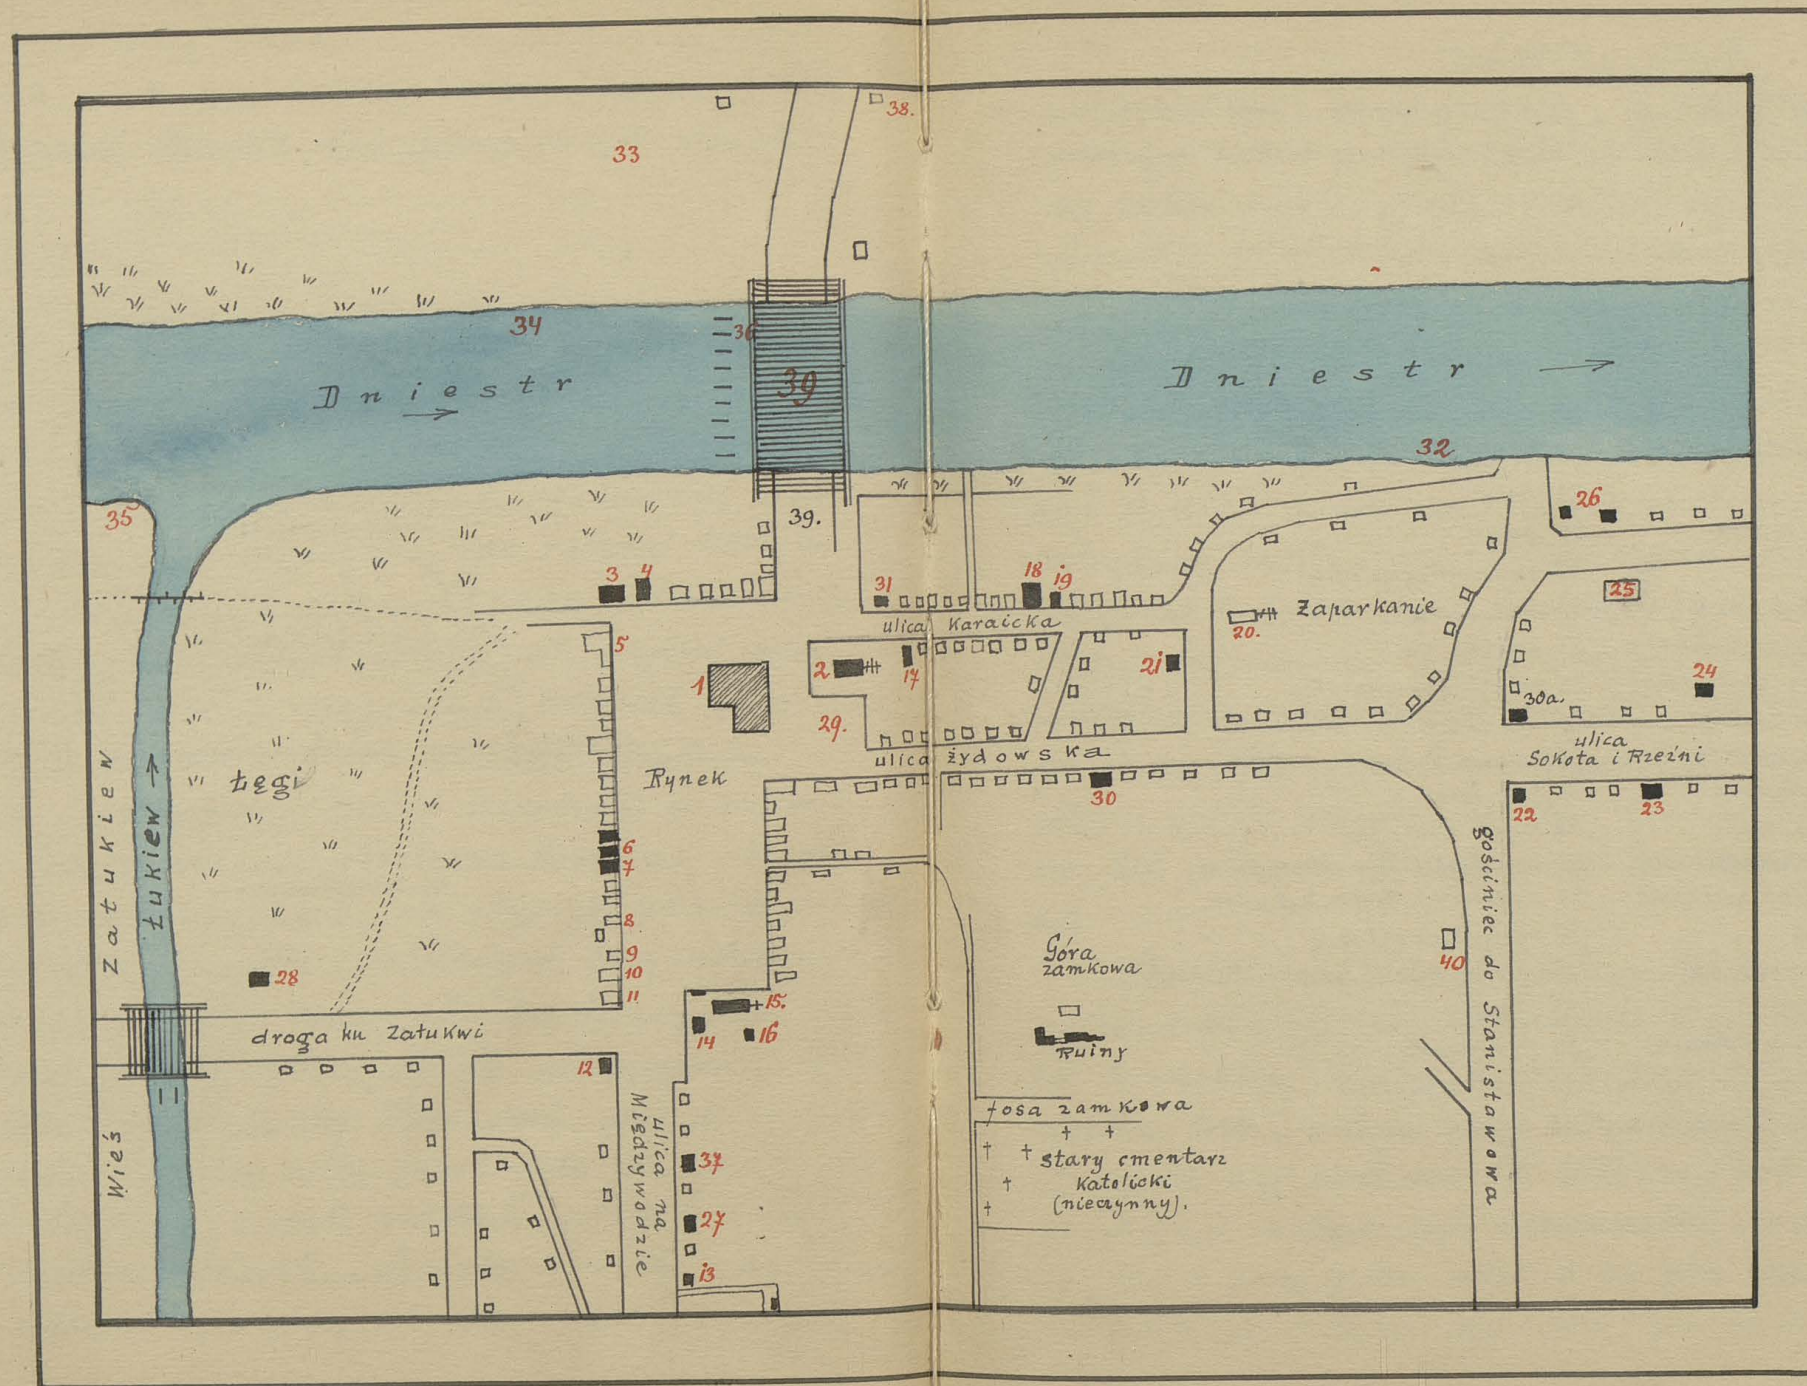 38.
33
34
36
Dniestr
39
Dniestr
32
35
39.
26
3
4
31
18
19
25
ulica Karaicka
Zaparkanie
20.
5
2
17
21
24
1
30a.
29.
ulica żydowska
ulica
Sokoła i Rzeźni
Łęgi
Rynek
30
22
23
6
7
Załukiew
Łukiew
gościniec do Stanisławowa
8
9
10
11
Góra
zamkowa
40
28
15.
14
16
Ruiny
droga ku Załukwi
12
fosa zamkowa
ulica na
Międzywodzie
Wieś
37
stary cmentarz
Katolicki
(nieczynny).
27
13